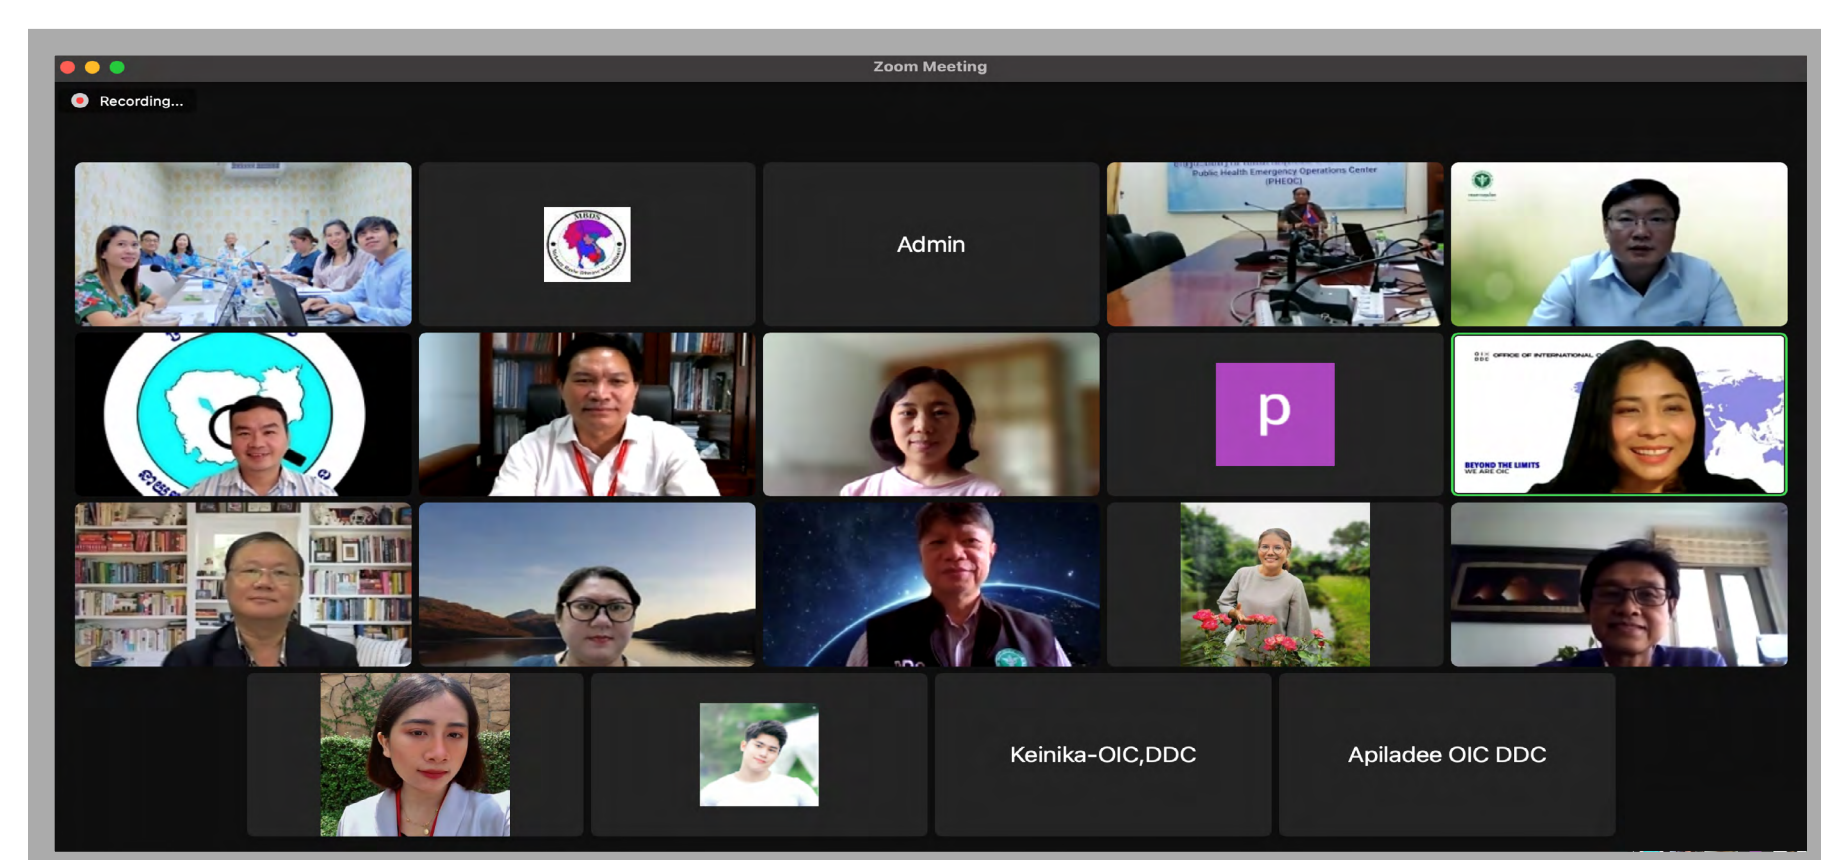 Zoom Meeting
Recording...
MBDS
Admin
Public Health Emergency Operations Center
(PHEOC)
OFFICE OF INTERNATIONAL
p
BEYOND THE LIMITS
WE ARE OIC
Keinika-OIC,DDC
Apiladee OIC DDC